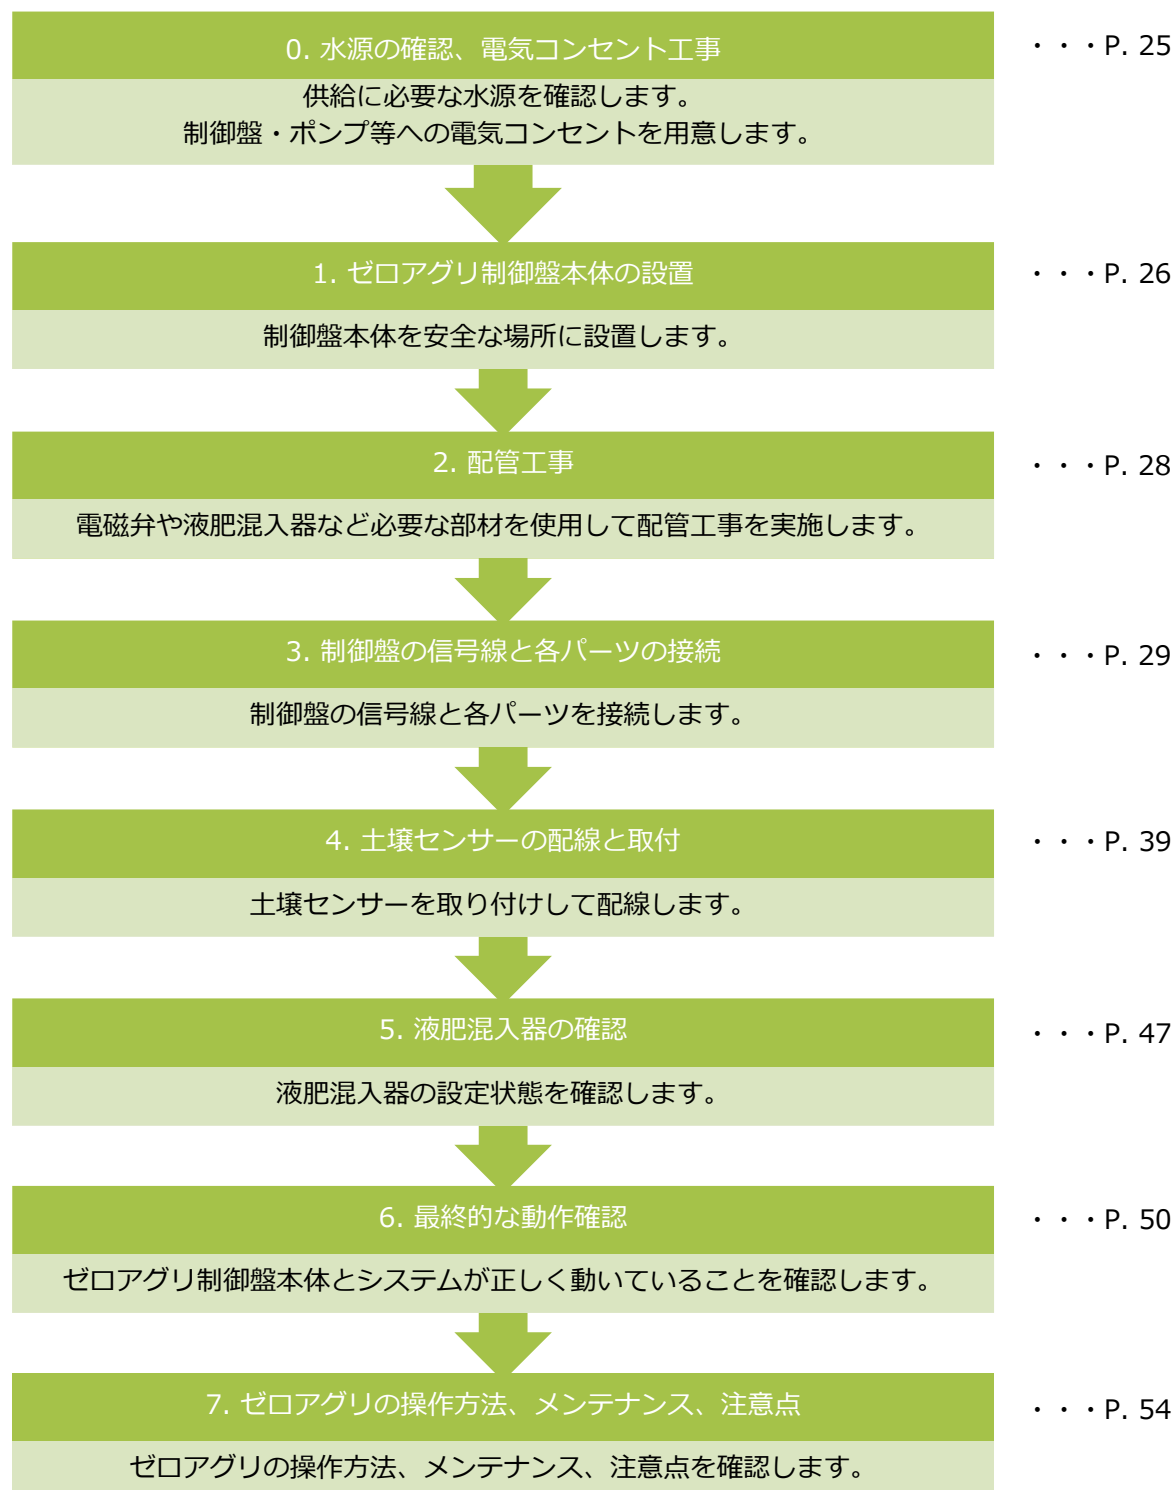 0. 水源の確認、電気コンセント工事
・・・P. 25
供給に必要な水源を確認します。
制御盤・ポンプ等への電気コンセントを用意します。
1. ゼロアグリ制御盤本体の設置
・・・P. 26
制御盤本体を安全な場所に設置します。
2. 配管工事
・・・P. 28
電磁弁や液肥混入器など必要な部材を使用して配管工事を実施します。
3. 制御盤の信号線と各パーツの接続
・・・P. 29
制御盤の信号線と各パーツを接続します。
4. 土壌センサーの配線と取付
・・・P. 39
土壌センサーを取り付けして配線します。
5. 液肥混入器の確認
・・・P. 47
液肥混入器の設定状態を確認します。
6. 最終的な動作確認
・・・P. 50
ゼロアグリ制御盤本体とシステムが正しく動いていることを確認します。
7. ゼロアグリの操作方法、メンテナンス、注意点
・・・P. 54
ゼロアグリの操作方法、メンテナンス、注意点を確認します。